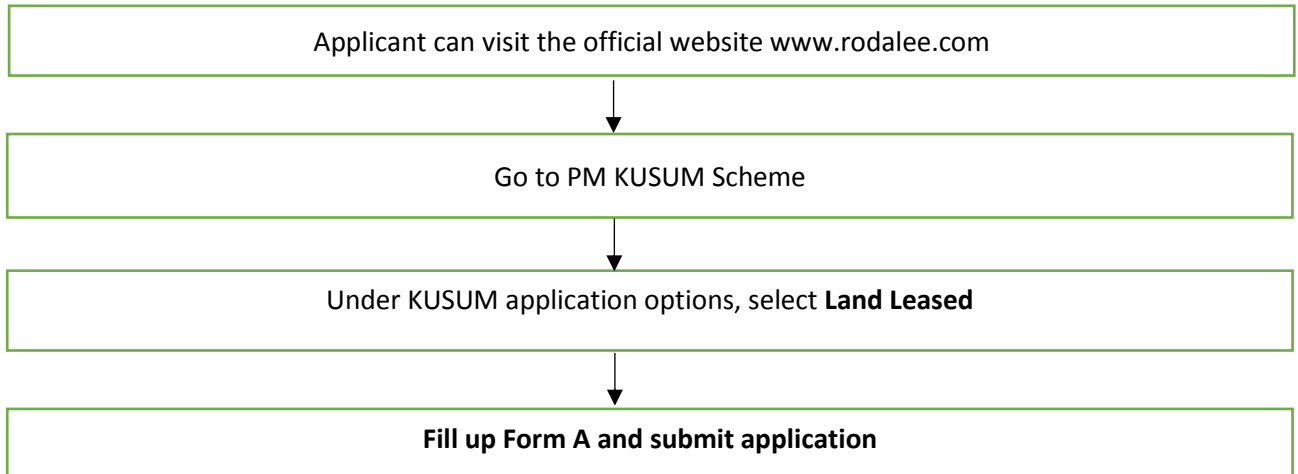 Applicant can visit the official website www.rodalee.com
Go to PM KUSUM Scheme
Under KUSUM application options, select Land Leased
Fill up Form A and submit application